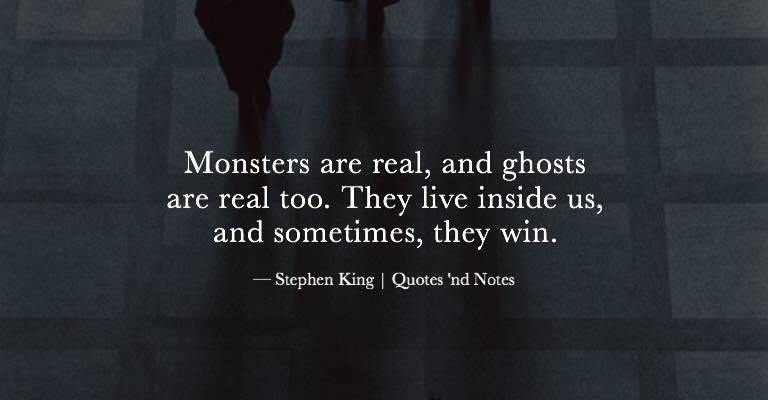 Monsters are real, and ghosts
are real too. They live inside us,
and sometimes, they win.
— Stephen King | Quotes 'nd Notes